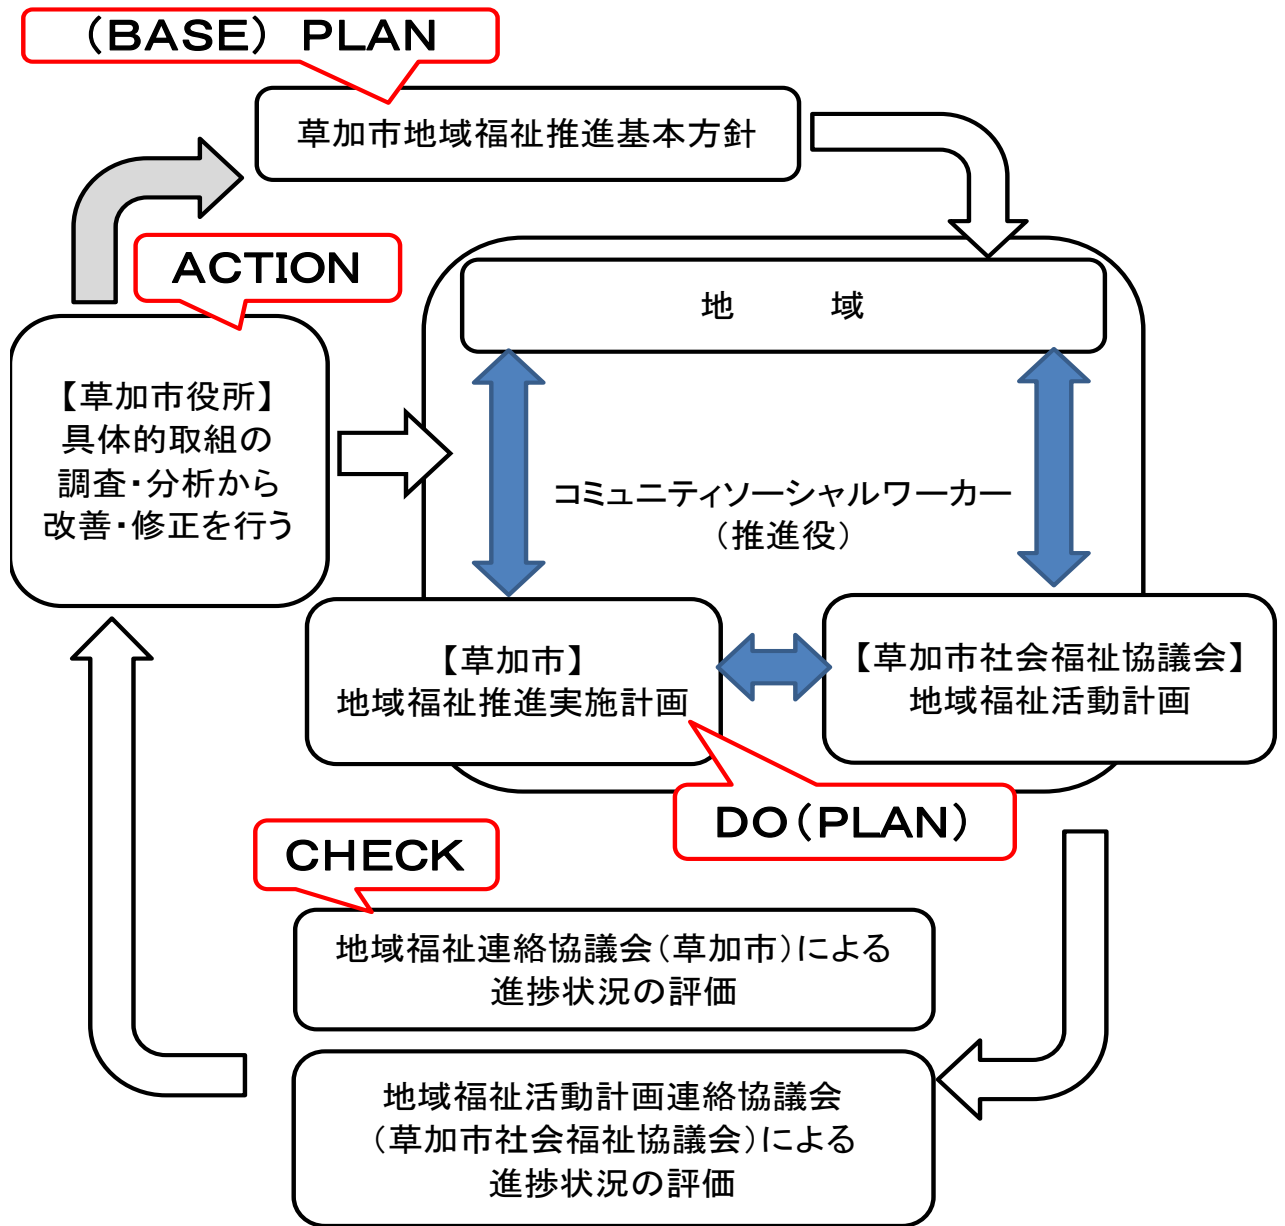 （BASE） PLAN
草加市地域福祉推進基本方針
ACTION
地　域
【草加市役所】
具体的取組の
調査・分析から
改善・修正を行う
コミュニティソーシャルワーカー
（推進役）
【草加市】
地域福祉推進実施計画
【草加市社会福祉協議会】
地域福祉活動計画
DO（PLAN）
CHECK
地域福祉連絡協議会（草加市）による
進捗状況の評価
地域福祉活動計画連絡協議会
（草加市社会福祉協議会）による
進捗状況の評価